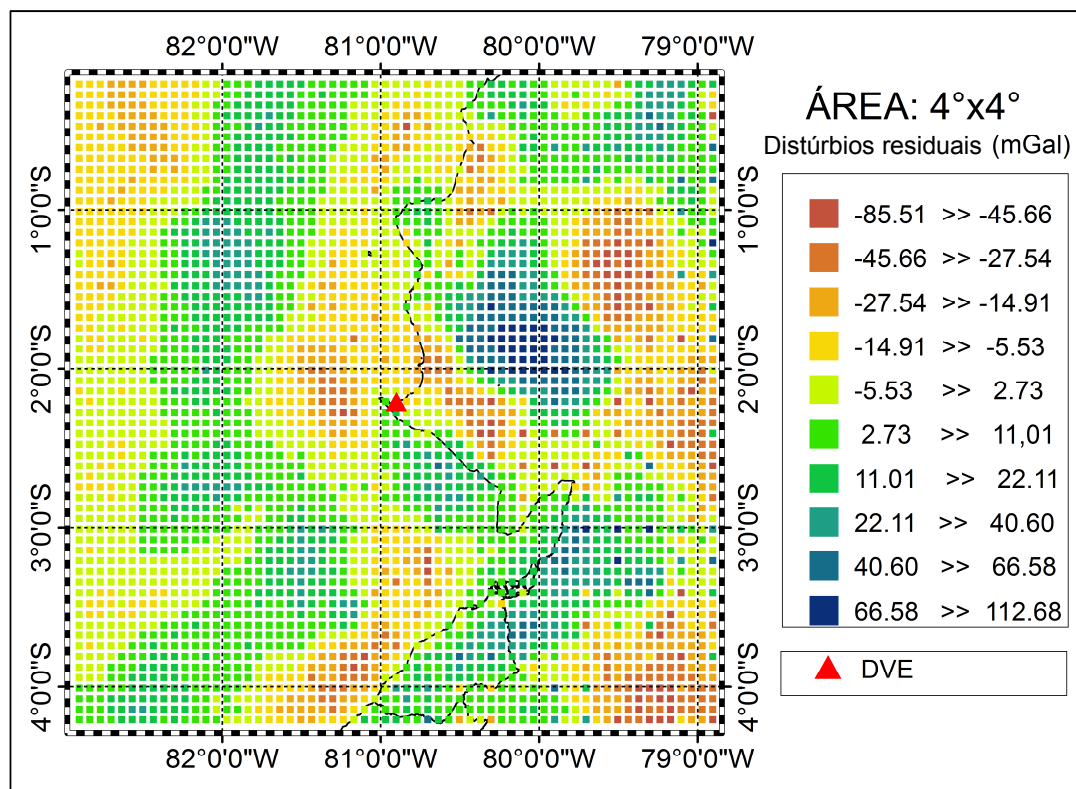 82°0'0"W 81°0'0"W 80°0'0"W 79°0'0"W
1°0'0"S 1°0'0"S
2°0'0"S 2°0'0"S
3°0'0"S 3°0'0"S
4°0'0"S 4°0'0"S
82°0'0"W 81°0'0"W 80°0'0"W 79°0'0"W
ÁREA: 4°x4°
Distúrbios residuais (mGal)
-85.51 >> -45.66
-45.66 >> -27.54
-27.54 >> -14.91
-14.91 >> -5.53
-5.53 >> 2.73
2.73 >> 11,01
11.01 >> 22.11
22.11 >> 40.60
40.60 >> 66.58
66.58 >> 112.68
DVE